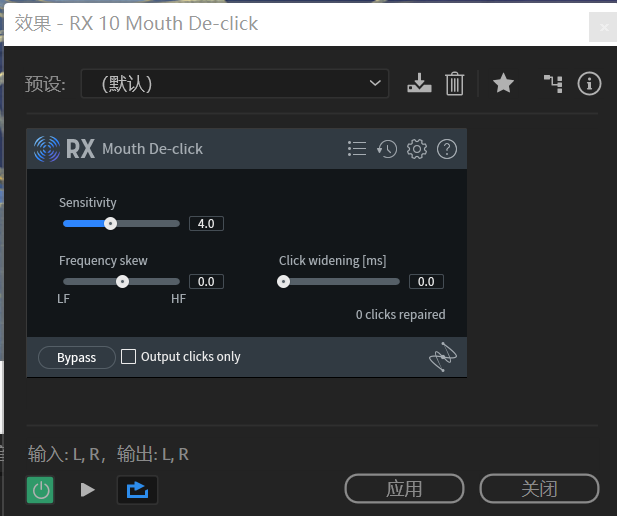 效果 - RX 10 Mouth De-click
预设: （默认）
RX Mouth De-click
Sensitivity
4.0
Frequency skew Click widening [ms]
0.0 0.0
LF HF
0 clicks repaired
Bypass Output clicks only
输入: L, R，输出: L, R
应用 关闭